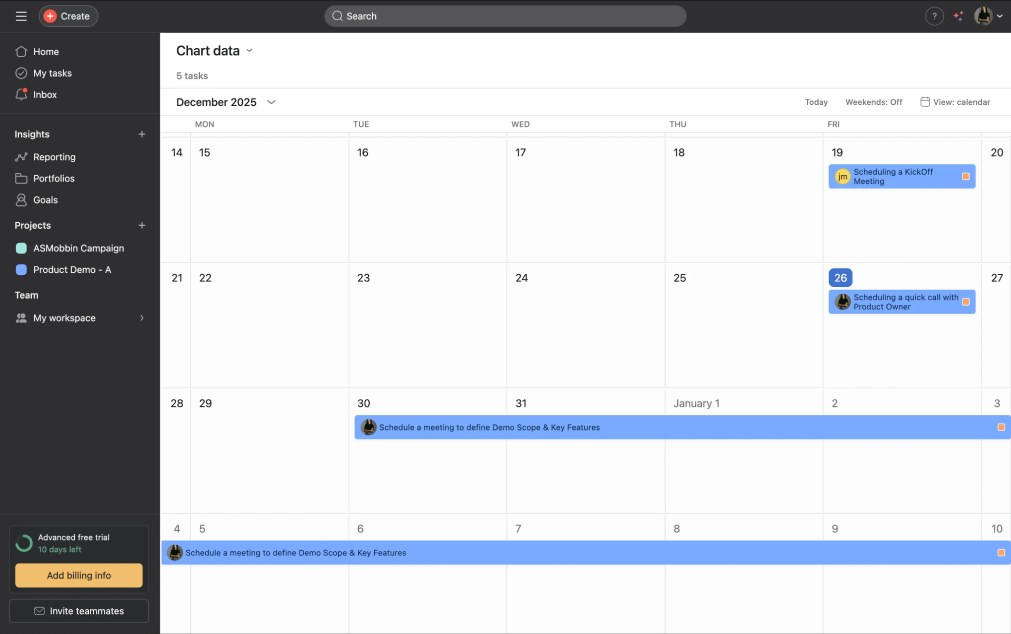 Create
Search
?
Home
My tasks
Inbox
Insights
Reporting
Portfolios
Goals
Projects
ASMobbin Campaign
Product Demo - A
Team
My workspace
Advanced free trial
10 days left
Add billing info
Invite teammates
Chart data
5 tasks
December 2025
Today
Weekends: Off
View: calendar
MON TUE WED THU FRI
14 15 16 17 18 19 20
jm
Scheduling a KickOff
Meeting
21 22 23 24 25 26 27
Scheduling a quick call with
Product Owner
28 29 30 31 January 1 2 3
Schedule a meeting to define Demo Scope & Key Features
4 5 6 7 8 9 10
Schedule a meeting to define Demo Scope & Key Features